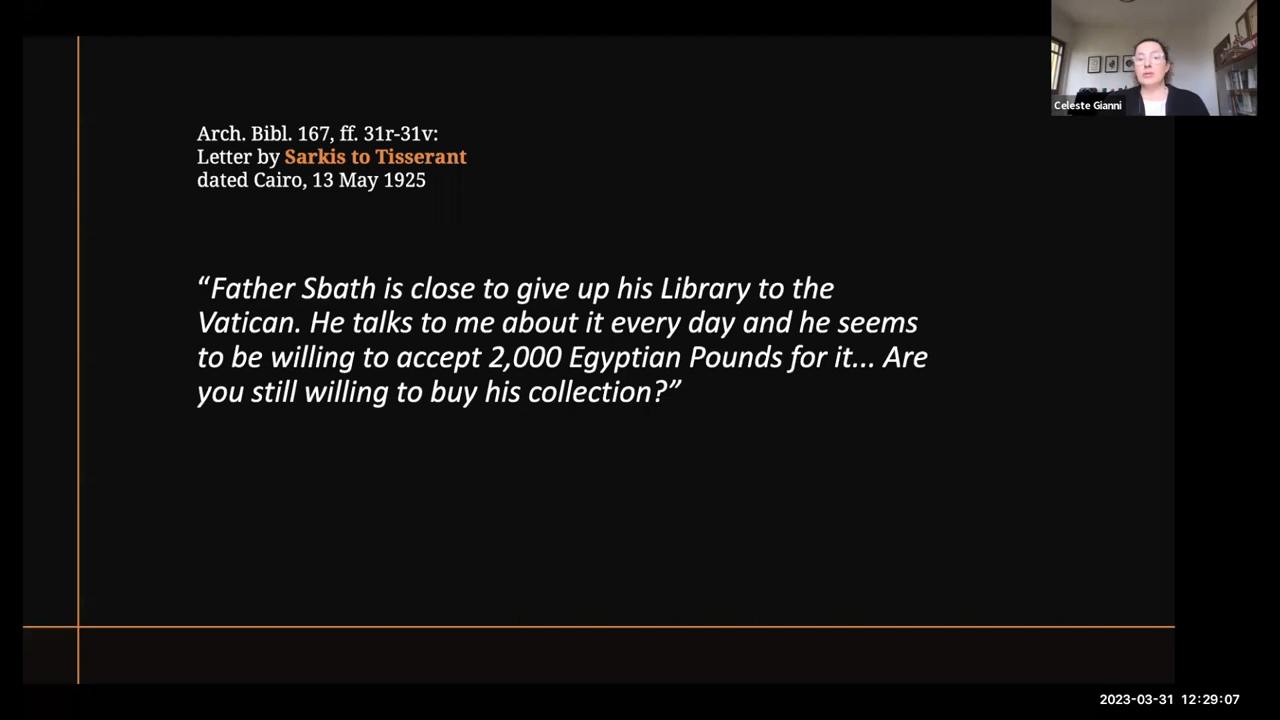 Celeste Gianni
Arch. Bibl. 167, ff. 31r-31v:
Letter by Sarkis to Tisserant
dated Cairo, 13 May 1925
“Father Sbath is close to give up his Library to the
Vatican. He talks to me about it every day and he seems
to be willing to accept 2,000 Egyptian Pounds for it... Are
you still willing to buy his collection?”
2023-03-31 12:29:07